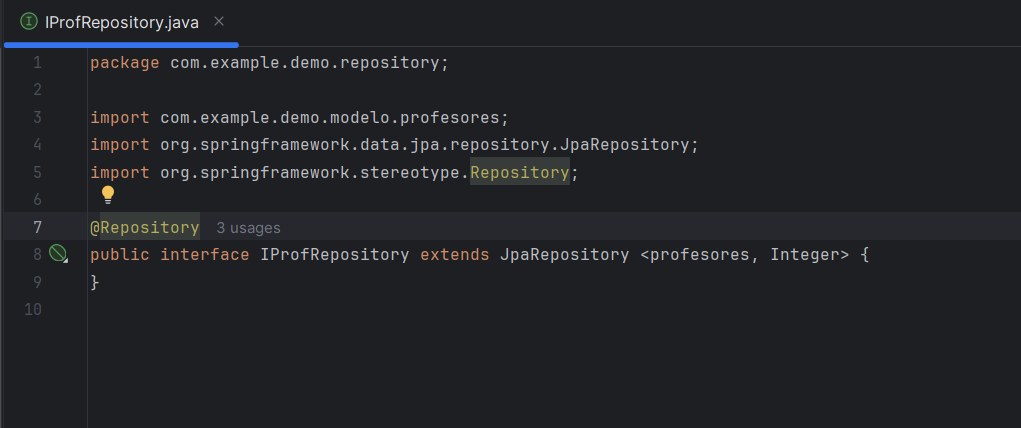 I IProfRepository.java ×
1 package com.example.demo.repository;
2
3 import com.example.demo.modelo.profesores;
4 import org.springframework.data.jpa.repository.JpaRepository;
5 import org.springframework.stereotype.Repository;
6
7 @Repository 3 usages
8 public interface IProfRepository extends JpaRepository <profesores, Integer> {
9 }
10